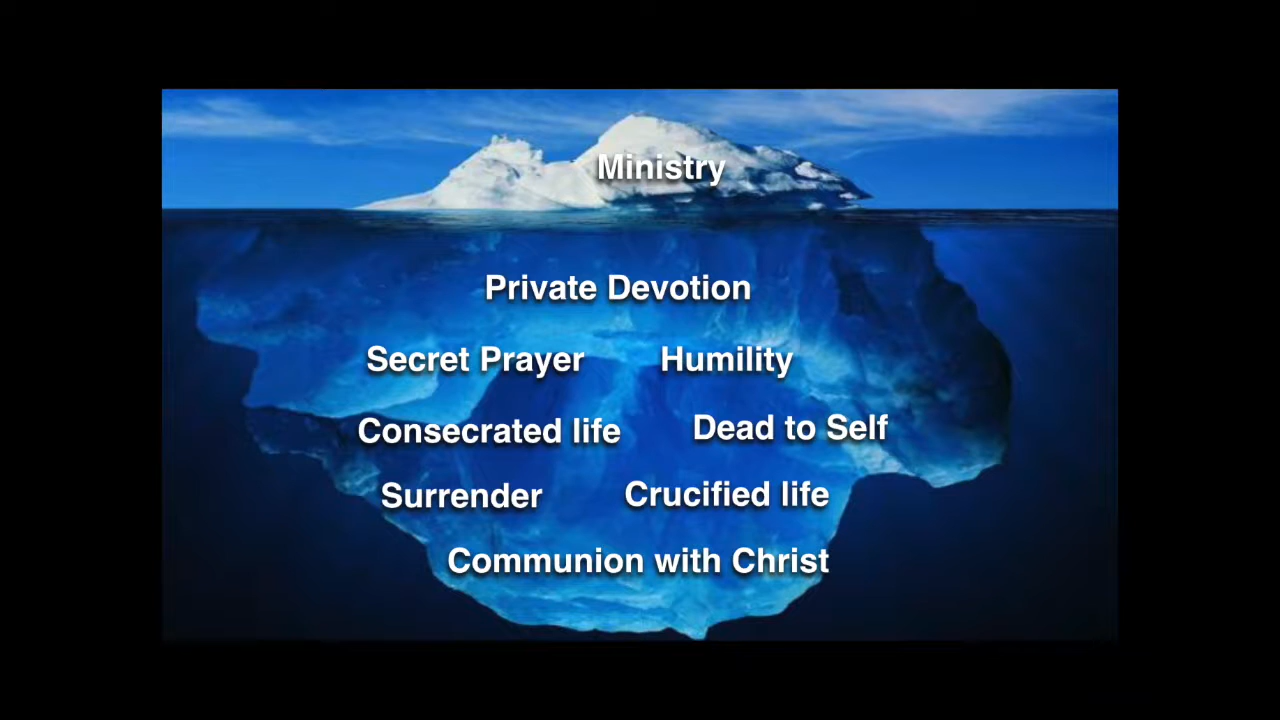 Ministry
Private Devotion
Secret Prayer
Humility
Consecrated life
Dead to Self
Surrender
Crucified life
Communion with Christ